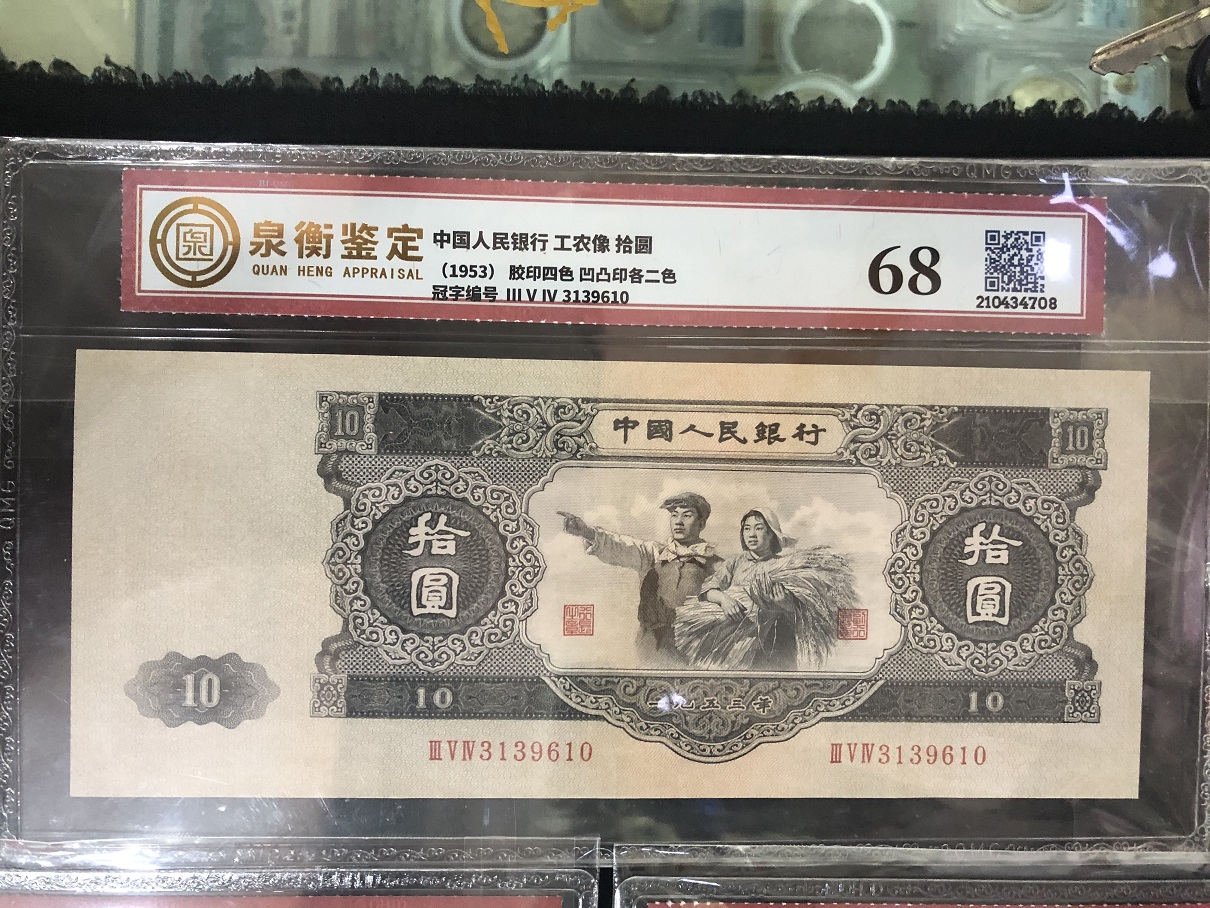 QMG
泉
泉衡鉴定
QUAN HENG APPRAISAL
中国人民银行 工农像 拾圆
（1953） 胶印四色 凹凸印各二色
冠字编号 III V IV 3139610
68
210434708
QMG
10
中國人民銀行
10
拾圓
拾圓
10
10
一九五三年
10
ⅢⅤⅣ3139610
ⅢⅤⅣ3139610